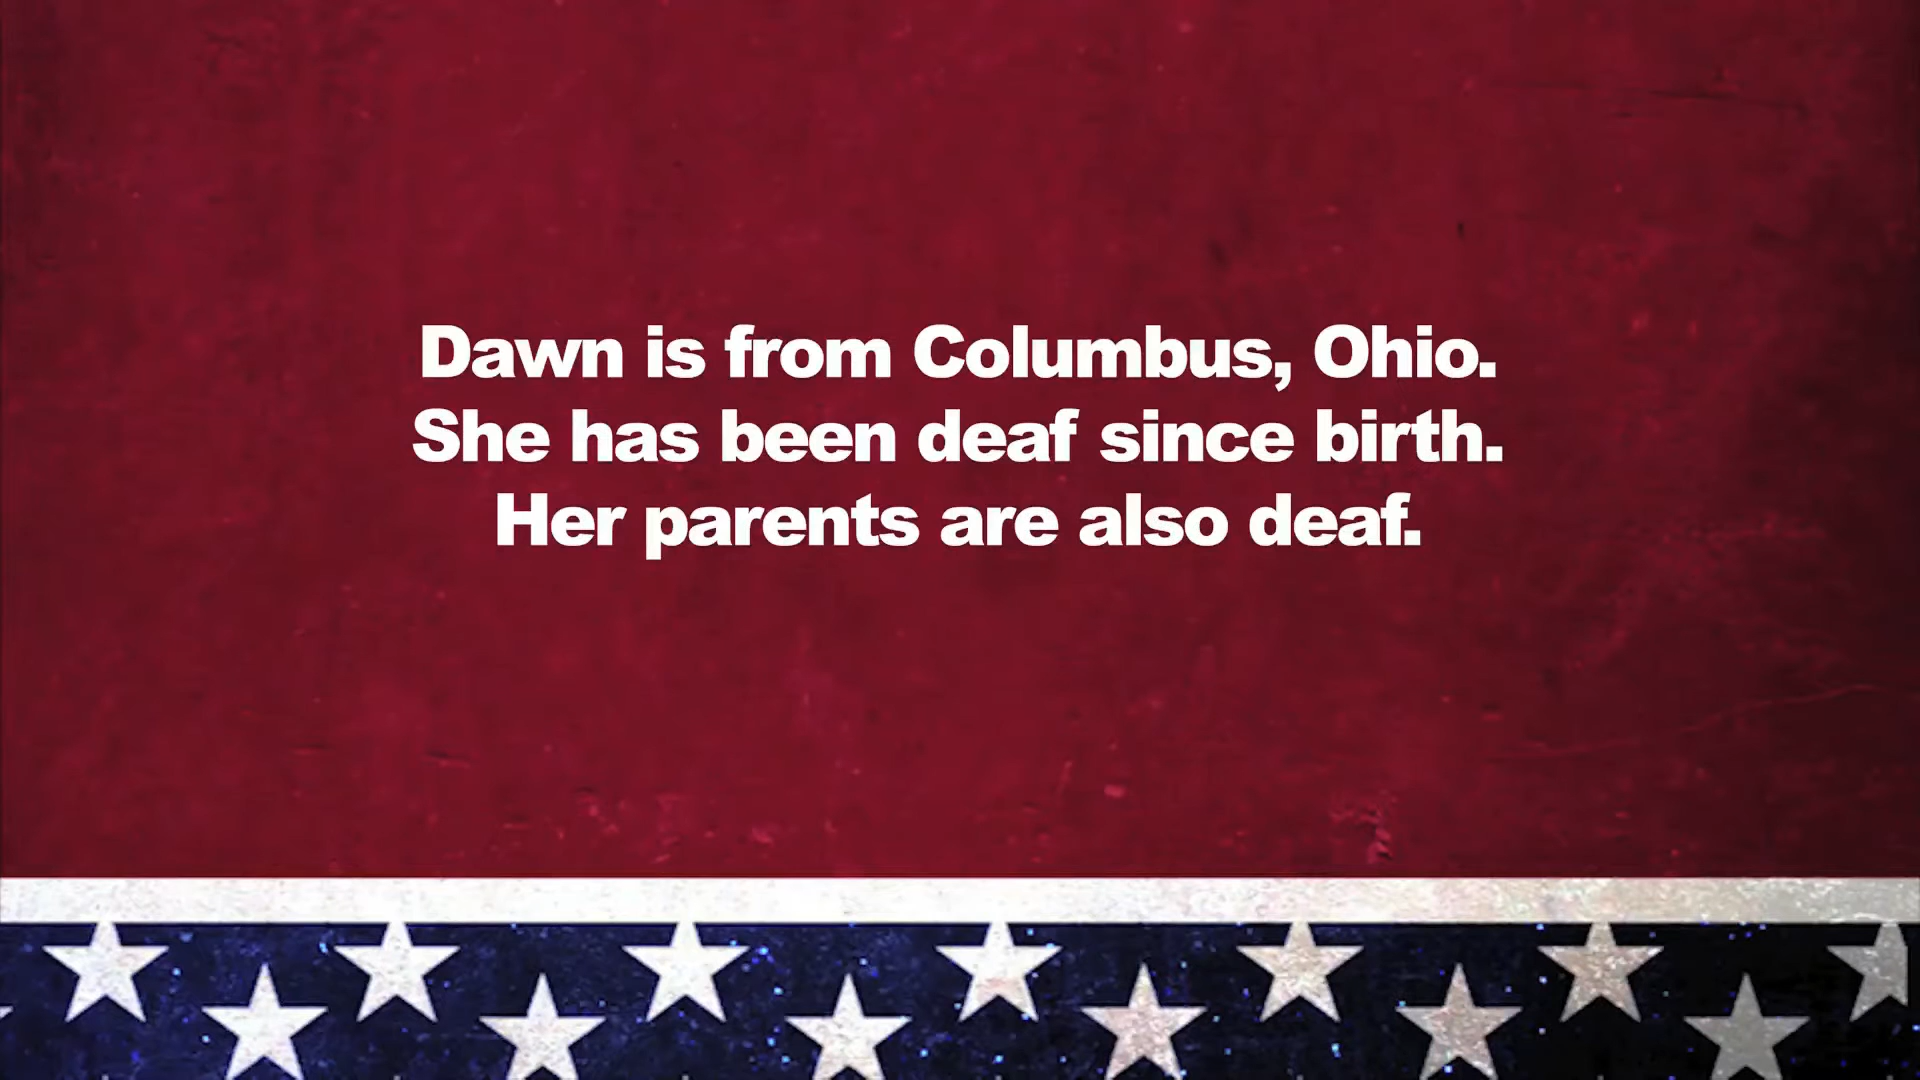 Dawn is from Columbus, Ohio.
She has been deaf since birth.
Her parents are also deaf.